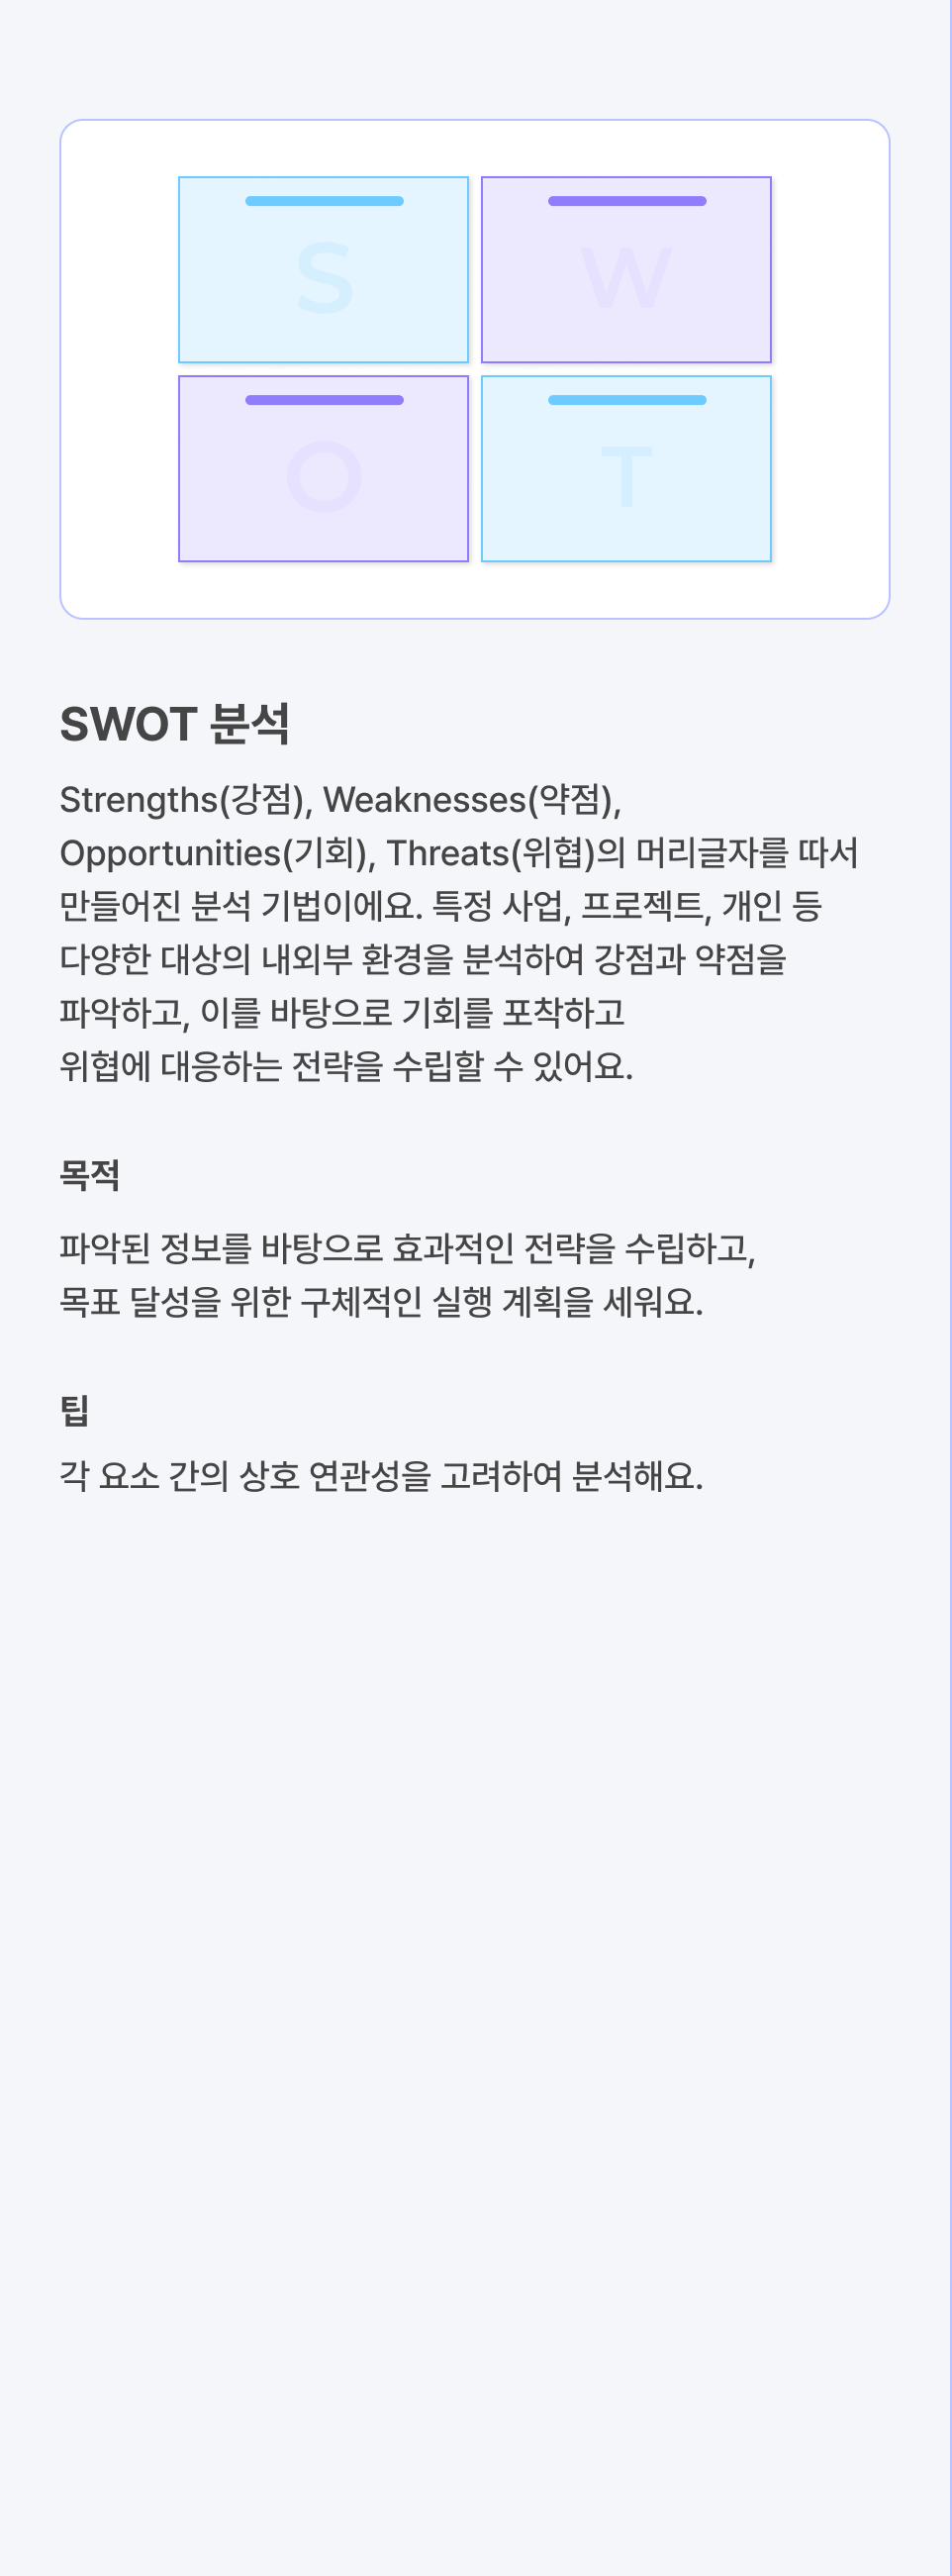 S
W
O
T
SWOT 분석
Strengths(강점), Weaknesses(약점),
Opportunities(기회), Threats(위협)의 머리글자를 따서
만들어진 분석 기법이에요. 특정 사업, 프로젝트, 개인 등
다양한 대상의 내외부 환경을 분석하여 강점과 약점을
파악하고, 이를 바탕으로 기회를 포착하고
위협에 대응하는 전략을 수립할 수 있어요.
목적
파악된 정보를 바탕으로 효과적인 전략을 수립하고,
목표 달성을 위한 구체적인 실행 계획을 세워요.
팁
각 요소 간의 상호 연관성을 고려하여 분석해요.